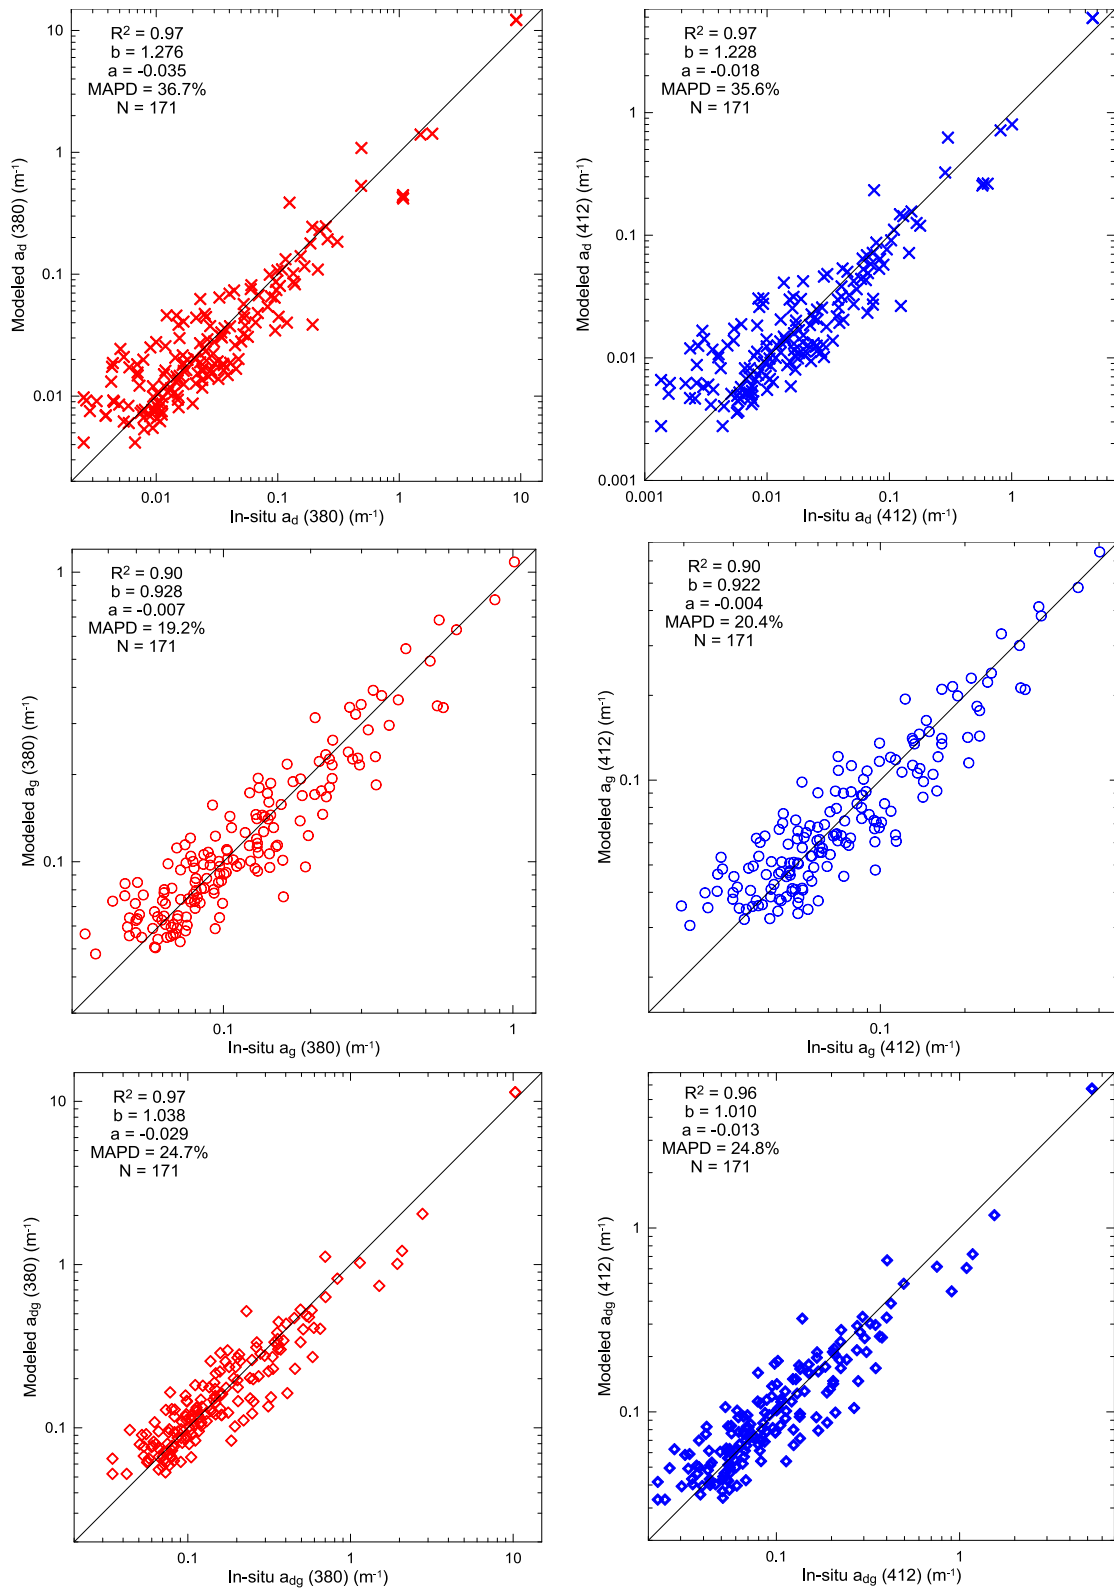 R² = 0.97
b = 1.276
a = -0.035
MAPD = 36.7%
N = 171
10
1
0.1
0.01
Modeled a_d (380) (m⁻¹)
0.01 0.1 1 10
In-situ a_d (380) (m⁻¹)
R² = 0.97
b = 1.228
a = -0.018
MAPD = 35.6%
N = 171
1
0.1
0.01
0.001
Modeled a_d (412) (m⁻¹)
0.001 0.01 0.1 1
In-situ a_d (412) (m⁻¹)
R² = 0.90
b = 0.928
a = -0.007
MAPD = 19.2%
N = 171
1
0.1
Modeled a_g (380) (m⁻¹)
0.1 1
In-situ a_g (380) (m⁻¹)
R² = 0.90
b = 0.922
a = -0.004
MAPD = 20.4%
N = 171
0.1
Modeled a_g (412) (m⁻¹)
0.1
In-situ a_g (412) (m⁻¹)
R² = 0.97
b = 1.038
a = -0.029
MAPD = 24.7%
N = 171
10
1
0.1
Modeled a_dg (380) (m⁻¹)
0.1 1 10
In-situ a_dg (380) (m⁻¹)
R² = 0.96
b = 1.010
a = -0.013
MAPD = 24.8%
N = 171
1
0.1
Modeled a_dg (412) (m⁻¹)
0.1 1
In-situ a_dg (412) (m⁻¹)